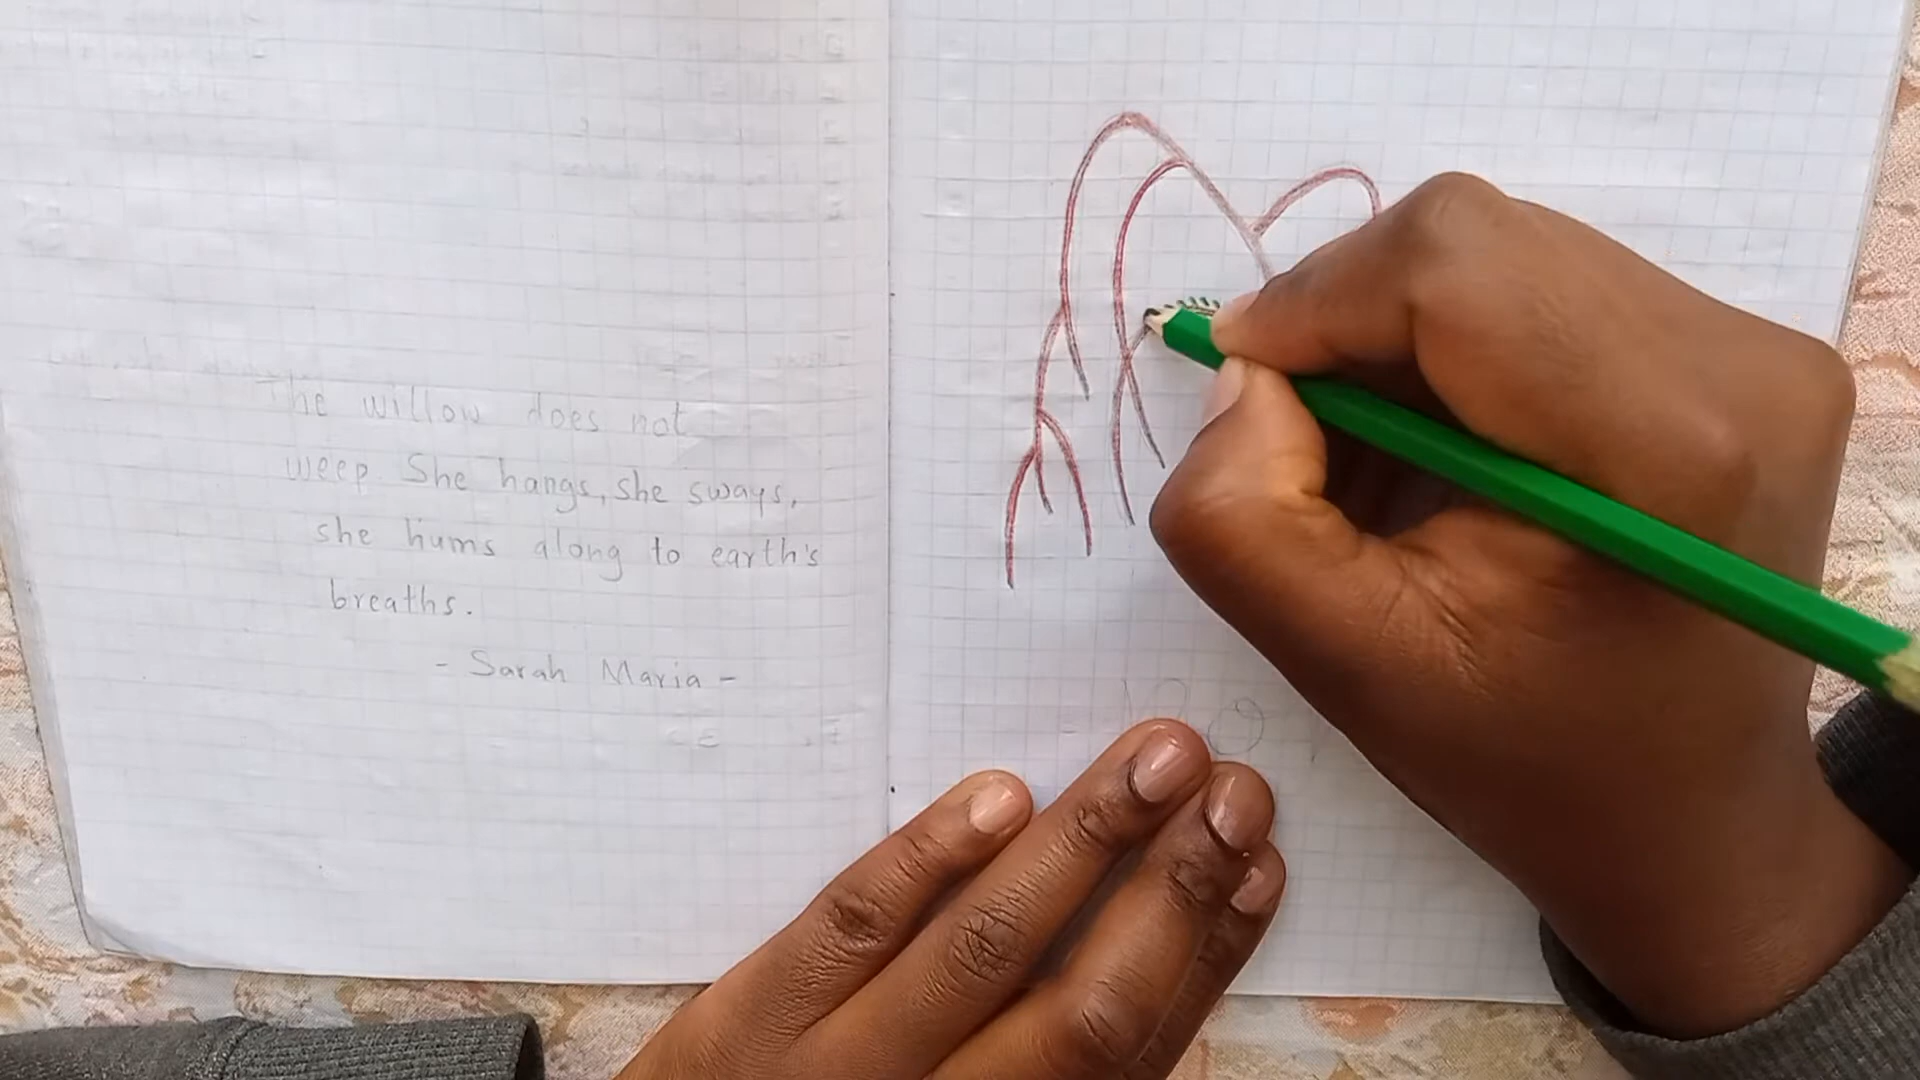 The willow does not
weep. She hangs, she sways,
she hums along to earth's
breaths.
- Sarah Maria -